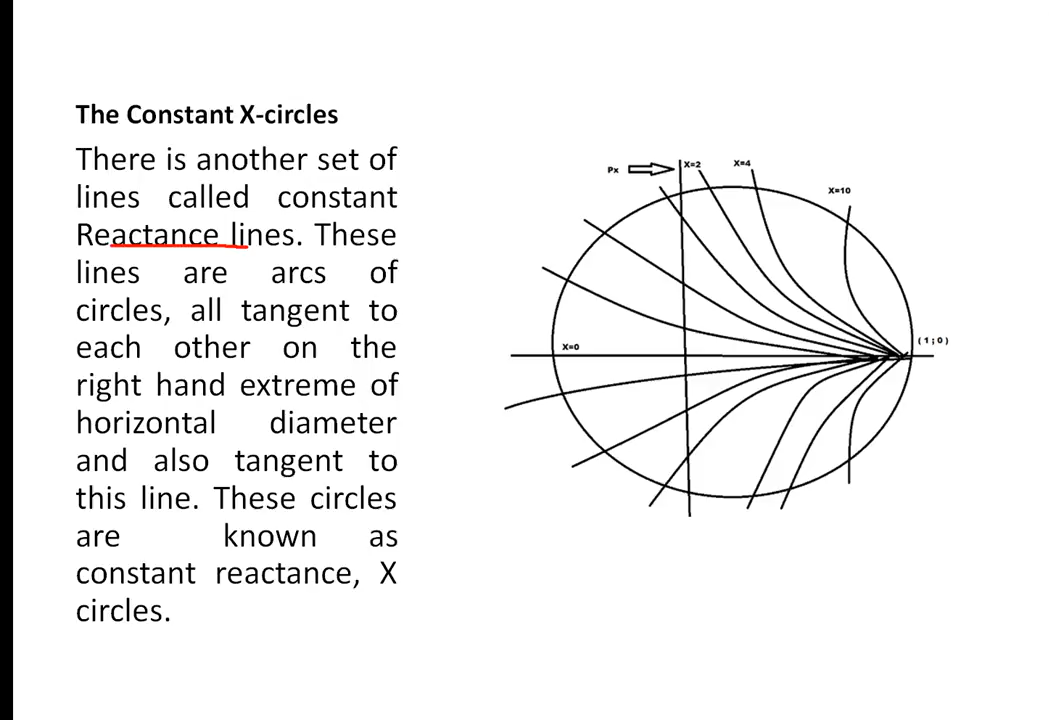 The Constant X-circles
There is another set of
lines called constant
Reactance lines. These
lines are arcs of
circles, all tangent to
each other on the
right hand extreme of
horizontal diameter
and also tangent to
this line. These circles
are known as
constant reactance, X
circles.
Px
X=2
X=4
X=10
X=0
(1;0)